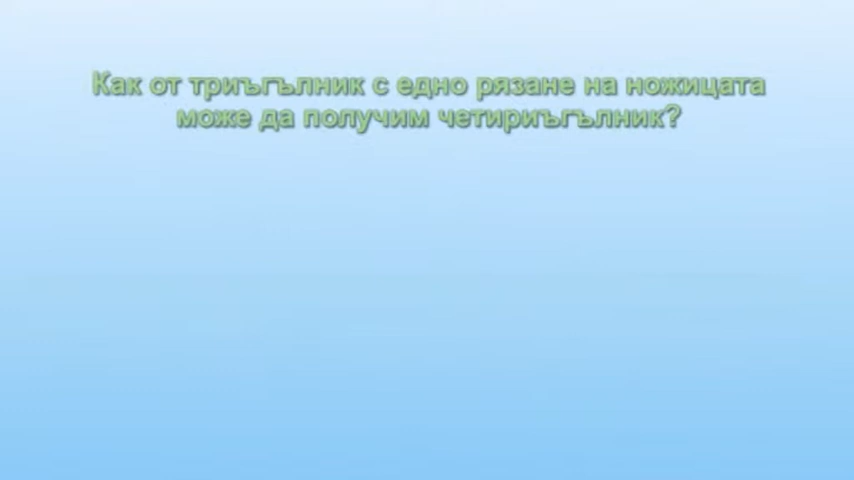 Как от триъгълник с едно рязане на ножицата
може да получим четириъгълник?